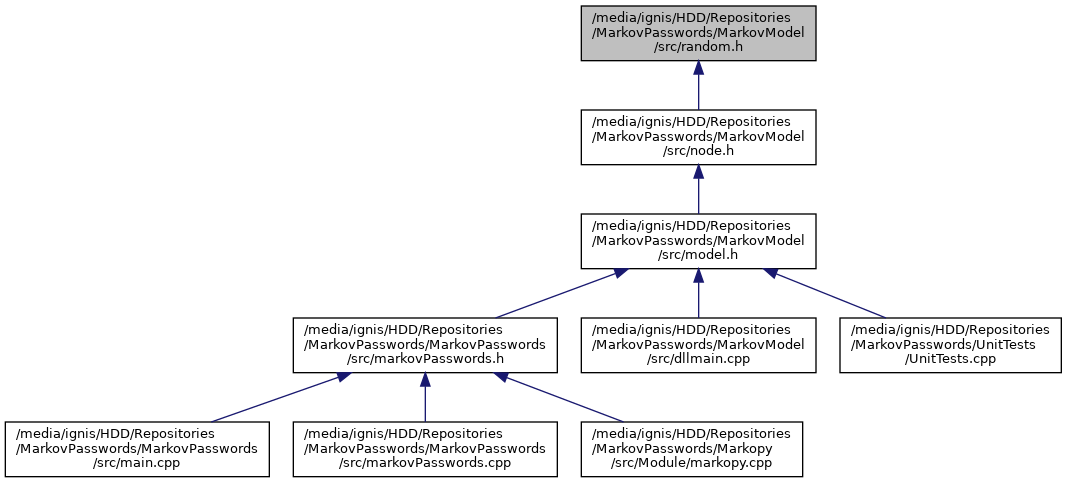 /media/ignis/HDD/Repositories
/MarkovPasswords/MarkovModel
/src/random.h
/media/ignis/HDD/Repositories
/MarkovPasswords/MarkovModel
/src/node.h
/media/ignis/HDD/Repositories
/MarkovPasswords/MarkovModel
/src/model.h
/media/ignis/HDD/Repositories
/MarkovPasswords/MarkovPasswords
/src/markovPasswords.h
/media/ignis/HDD/Repositories
/MarkovPasswords/MarkovModel
/src/dllmain.cpp
/media/ignis/HDD/Repositories
/MarkovPasswords/UnitTests
/UnitTests.cpp
/media/ignis/HDD/Repositories
/MarkovPasswords/MarkovPasswords
/src/main.cpp
/media/ignis/HDD/Repositories
/MarkovPasswords/MarkovPasswords
/src/markovPasswords.cpp
/media/ignis/HDD/Repositories
/MarkovPasswords/Markopy
/src/Module/markopy.cpp